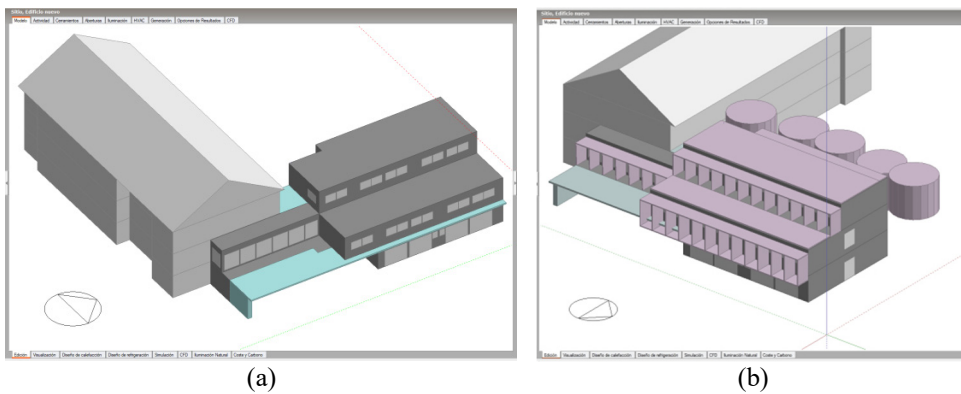 Sitio, Edificio nuevo
Modelo Actividad Cerramientos Aberturas Iluminación HVAC Generación Opciones de Resultados CFD
Edición Visualización Diseño de calefacción Diseño de refrigeración Simulación CFD Iluminación Natural Coste y Carbono
(a)
Sitio, Edificio nuevo
Modelo Actividad Cerramientos Aberturas Iluminación HVAC Generación Opciones de Resultados CFD
Edición Visualización Diseño de calefacción Diseño de refrigeración Simulación CFD Iluminación Natural Coste y Carbono
(b)